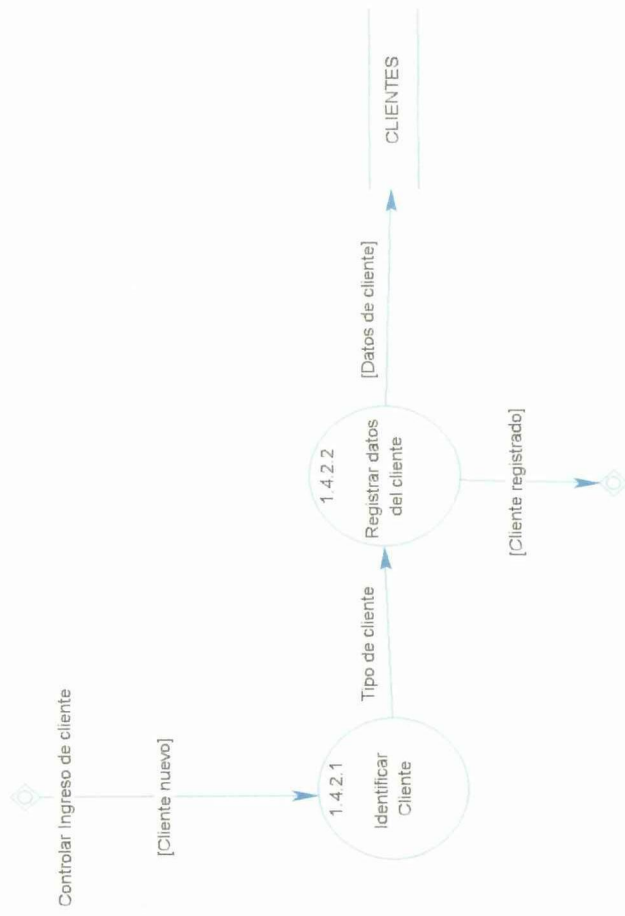 Controlar Ingreso de cliente
[Cliente nuevo]
1.4.2.1
Identificar
Cliente
Tipo de cliente
1.4.2.2
Registrar datos
del cliente
[Datos de cliente]
CLIENTES
[Cliente registrado]